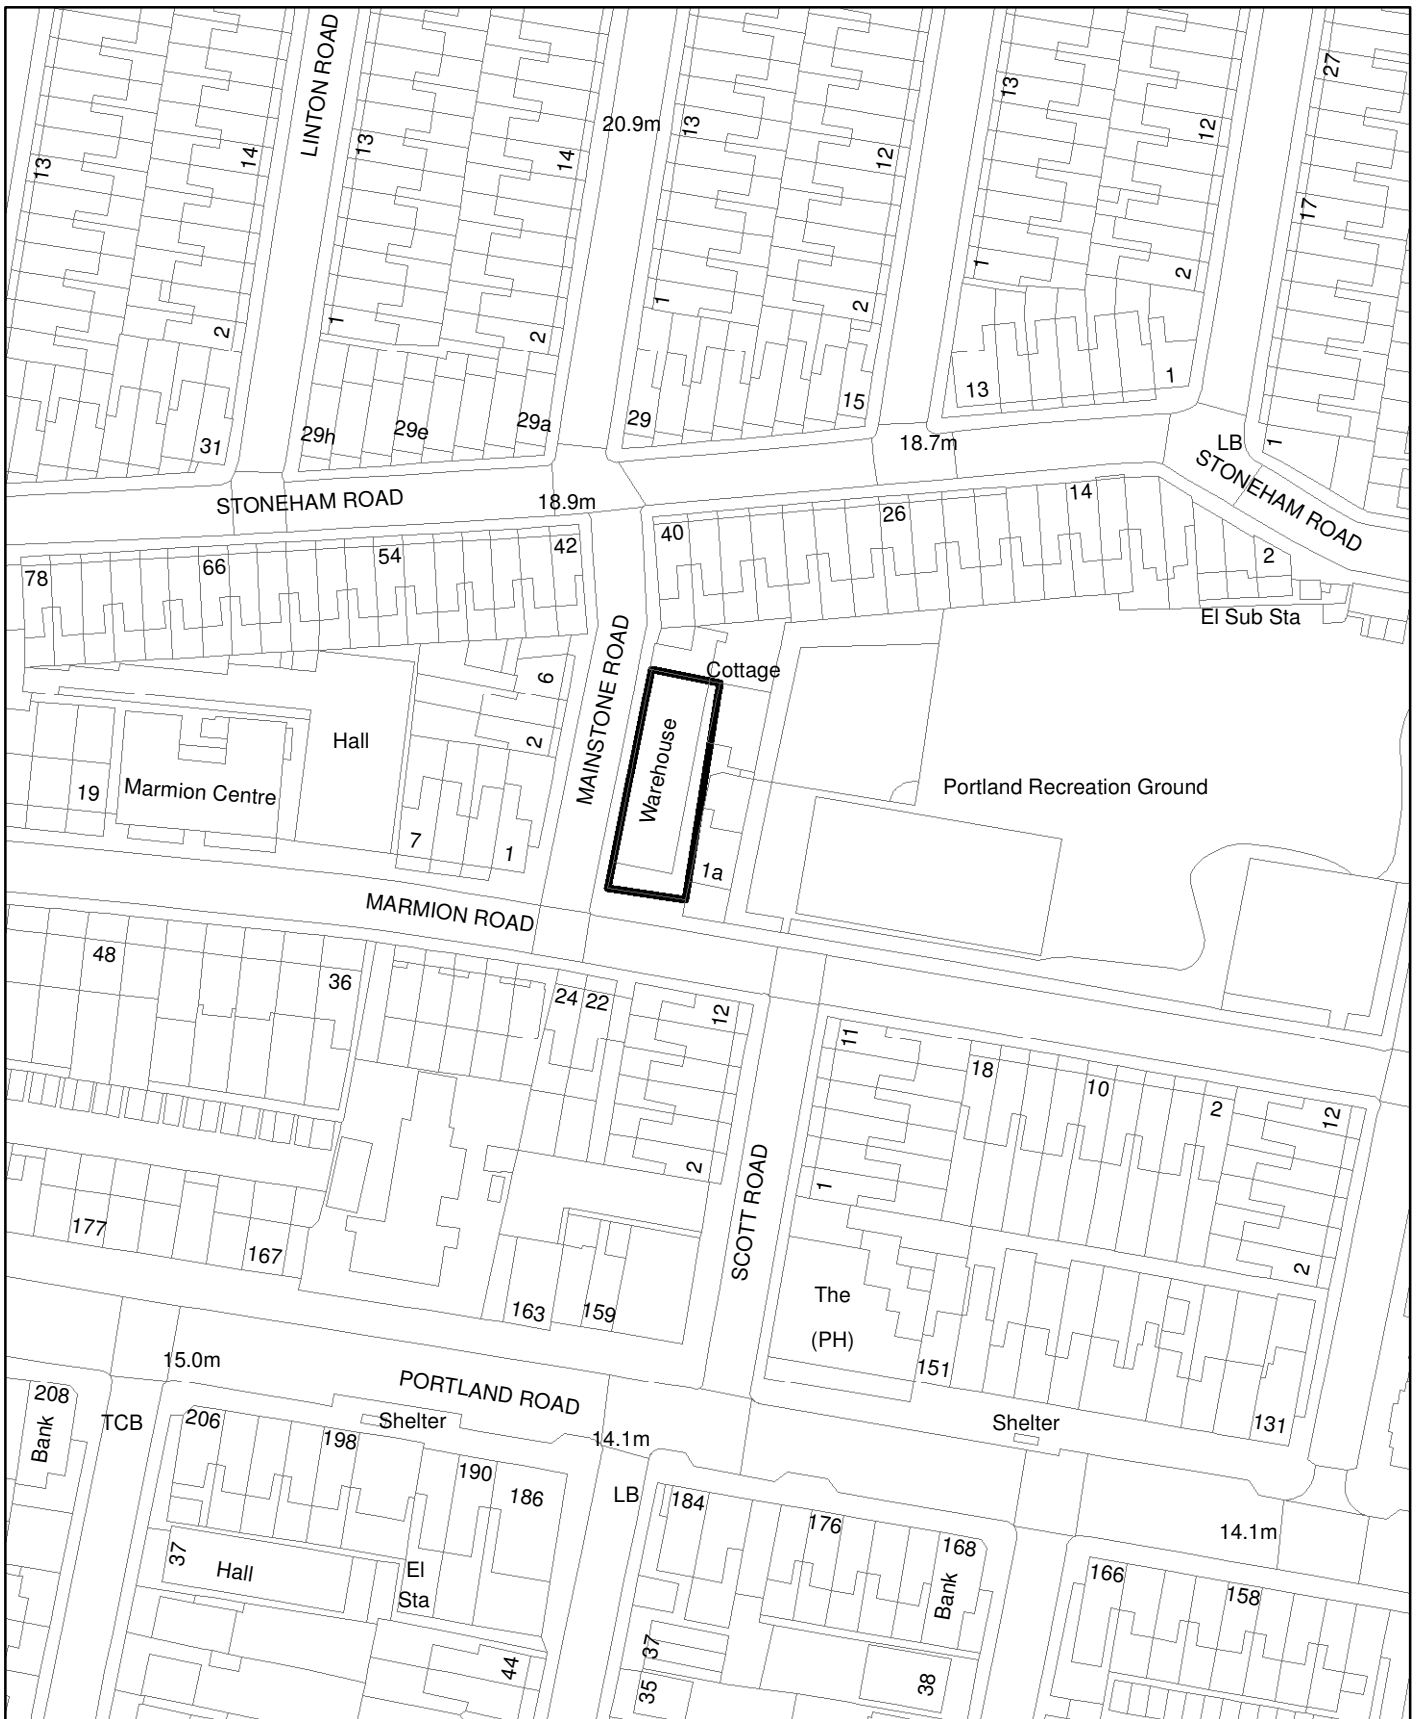 LINTON ROAD
27
13
14
13
14
20.9m
13
12
13
12
17
1
2
1
2
1
2
1
2
31
29h
29e
29a
29
15
13
1
18.7m
LB
1
STONEHAM ROAD
STONEHAM ROAD
18.9m
78
66
54
42
40
26
14
2
El Sub Sta
MAINSTONE ROAD
Cottage
6
2
Hall
Warehouse
Portland Recreation Ground
19
Marmion Centre
7
1
1a
MARMION ROAD
48
36
24
22
12
11
18
10
2
12
2
1
2
SCOTT ROAD
177
167
163
159
The
(PH)
151
131
15.0m
PORTLAND ROAD
208
Bank
TCB
206
198
Shelter
14.1m
Shelter
190
186
LB
184
176
168
Bank
14.1m
166
158
37
Hall
El
Sta
44
37
35
38